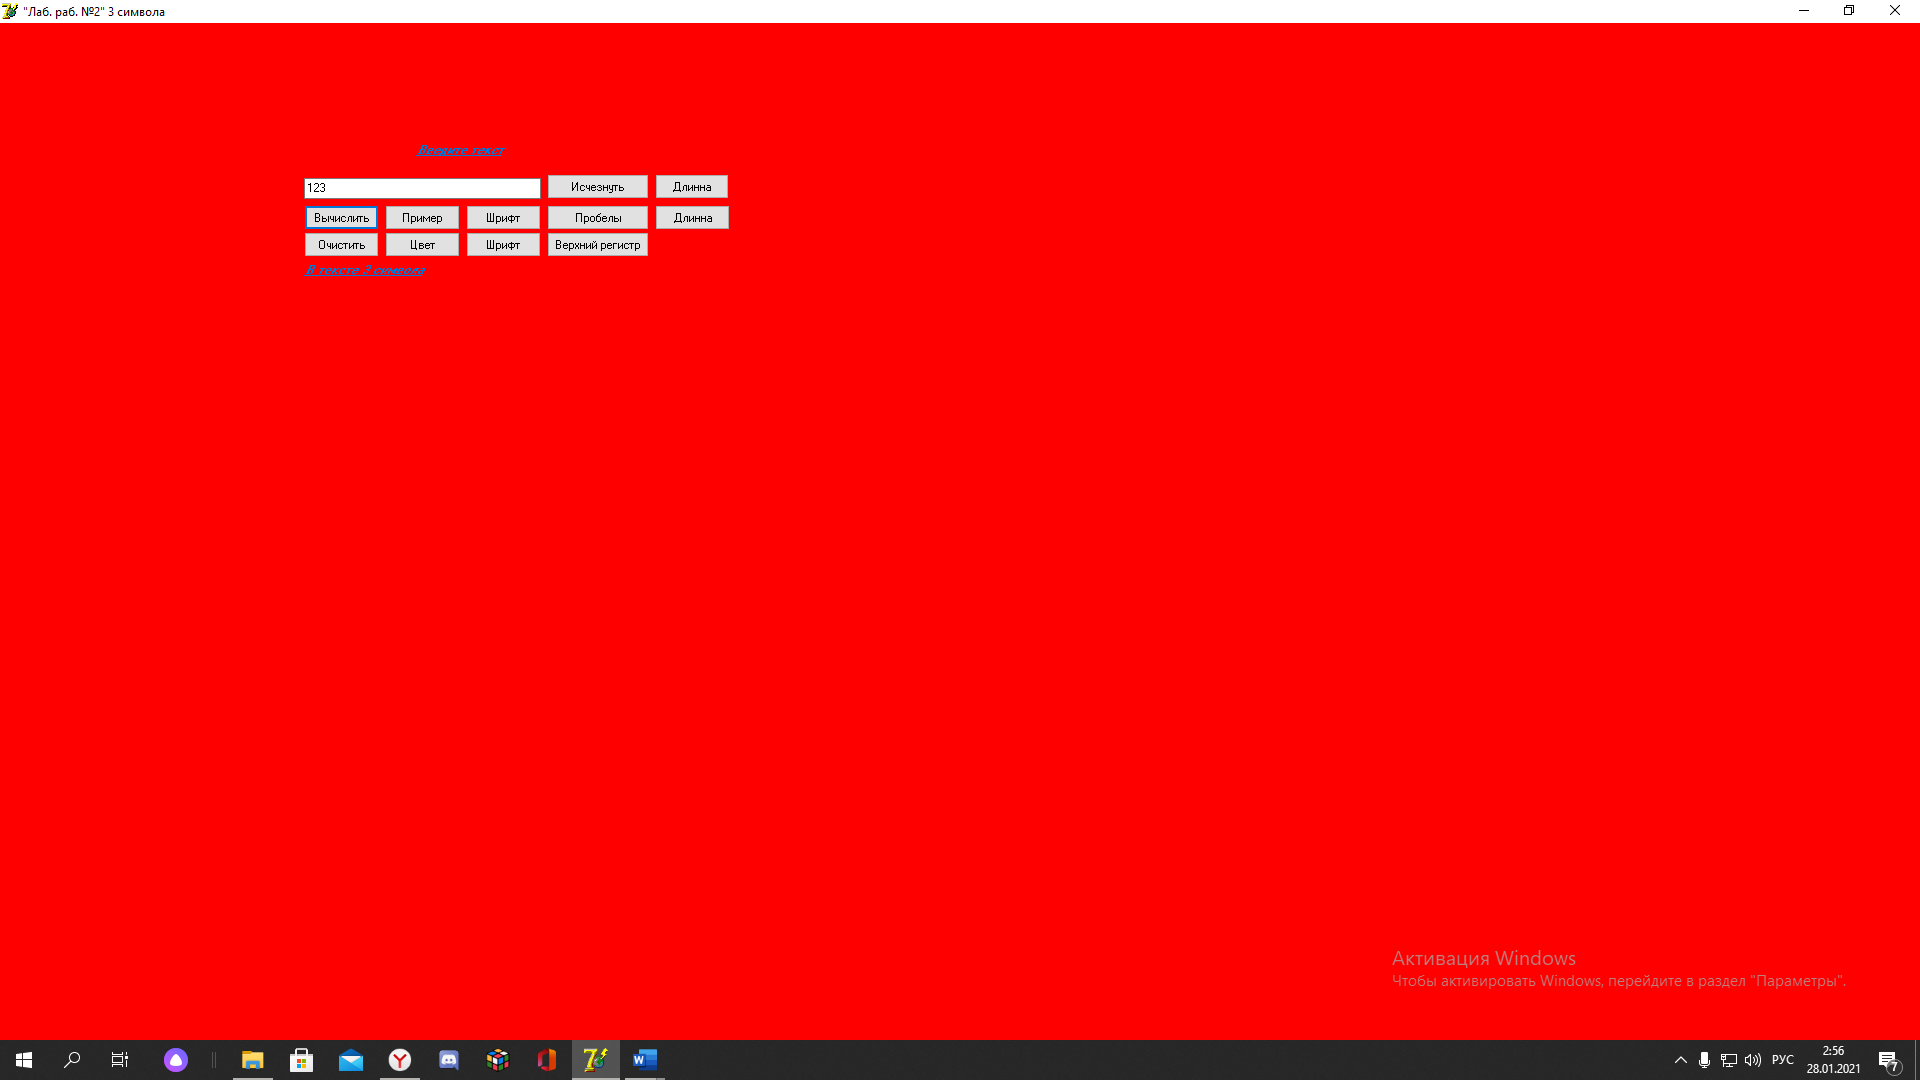 "Лаб. раб. №2" 3 символа
Введите текст
123
Исчезнуть Длинна
Вычислить Пример Шрифт Пробелы Длинна
Очистить Цвет Шрифт Верхний регистр
В тексте символа
Активация Windows
Чтобы активировать Windows, перейдите в раздел "Параметры".
РУС
2:56
28.01.2021
7